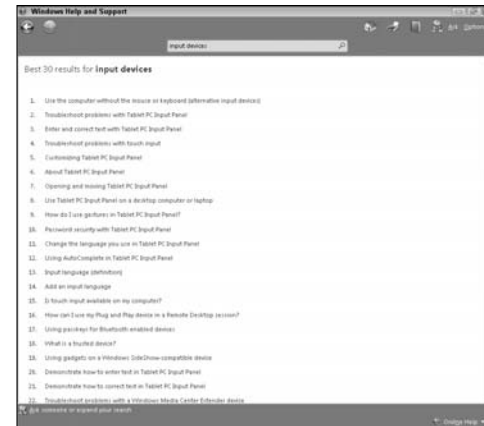 Windows Help and Support
Ask Options
input devices
Best 30 results for input devices
1. Use the computer without the mouse or keyboard (alternative input devices)
2. Troubleshoot problems with Tablet PC Input Panel
3. Enter and correct text with Tablet PC Input Panel
4. Troubleshoot problems with touch input
5. Customizing Tablet PC Input Panel
6. About Tablet PC Input Panel
7. Opening and moving Tablet PC Input Panel
8. Use Tablet PC Input Panel on a desktop computer or laptop
9. How do I use gestures in Tablet PC Input Panel?
10. Password security with Tablet PC Input Panel
11. Change the language you use in Tablet PC Input Panel
12. Using AutoComplete in Tablet PC Input Panel
13. Input language (definition)
14. Add an input language
15. Is touch input available on my computer?
16. How can I use my Plug and Play device in a Remote Desktop session?
17. Using passkeys for Bluetooth enabled devices
18. What is a trusted device?
19. Using gadgets on a Windows SideShow-compatible device
20. Demonstrate how to enter text in Tablet PC Input Panel
21. Demonstrate how to correct text in Tablet PC Input Panel
22. Troubleshoot problems with a Windows Media Center Extender device
Ask someone or expand your search
Help